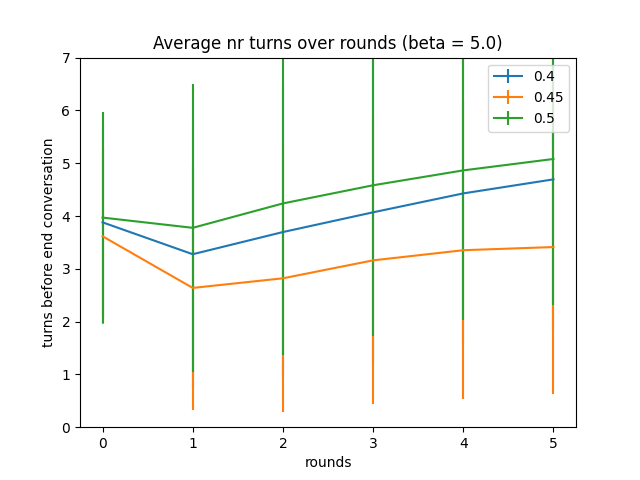 Average nr turns over rounds (beta = 5.0)
7
6
5
4
3
2
1
0
turns before end conversation
0.4
0.45
0.5
0 1 2 3 4 5
rounds